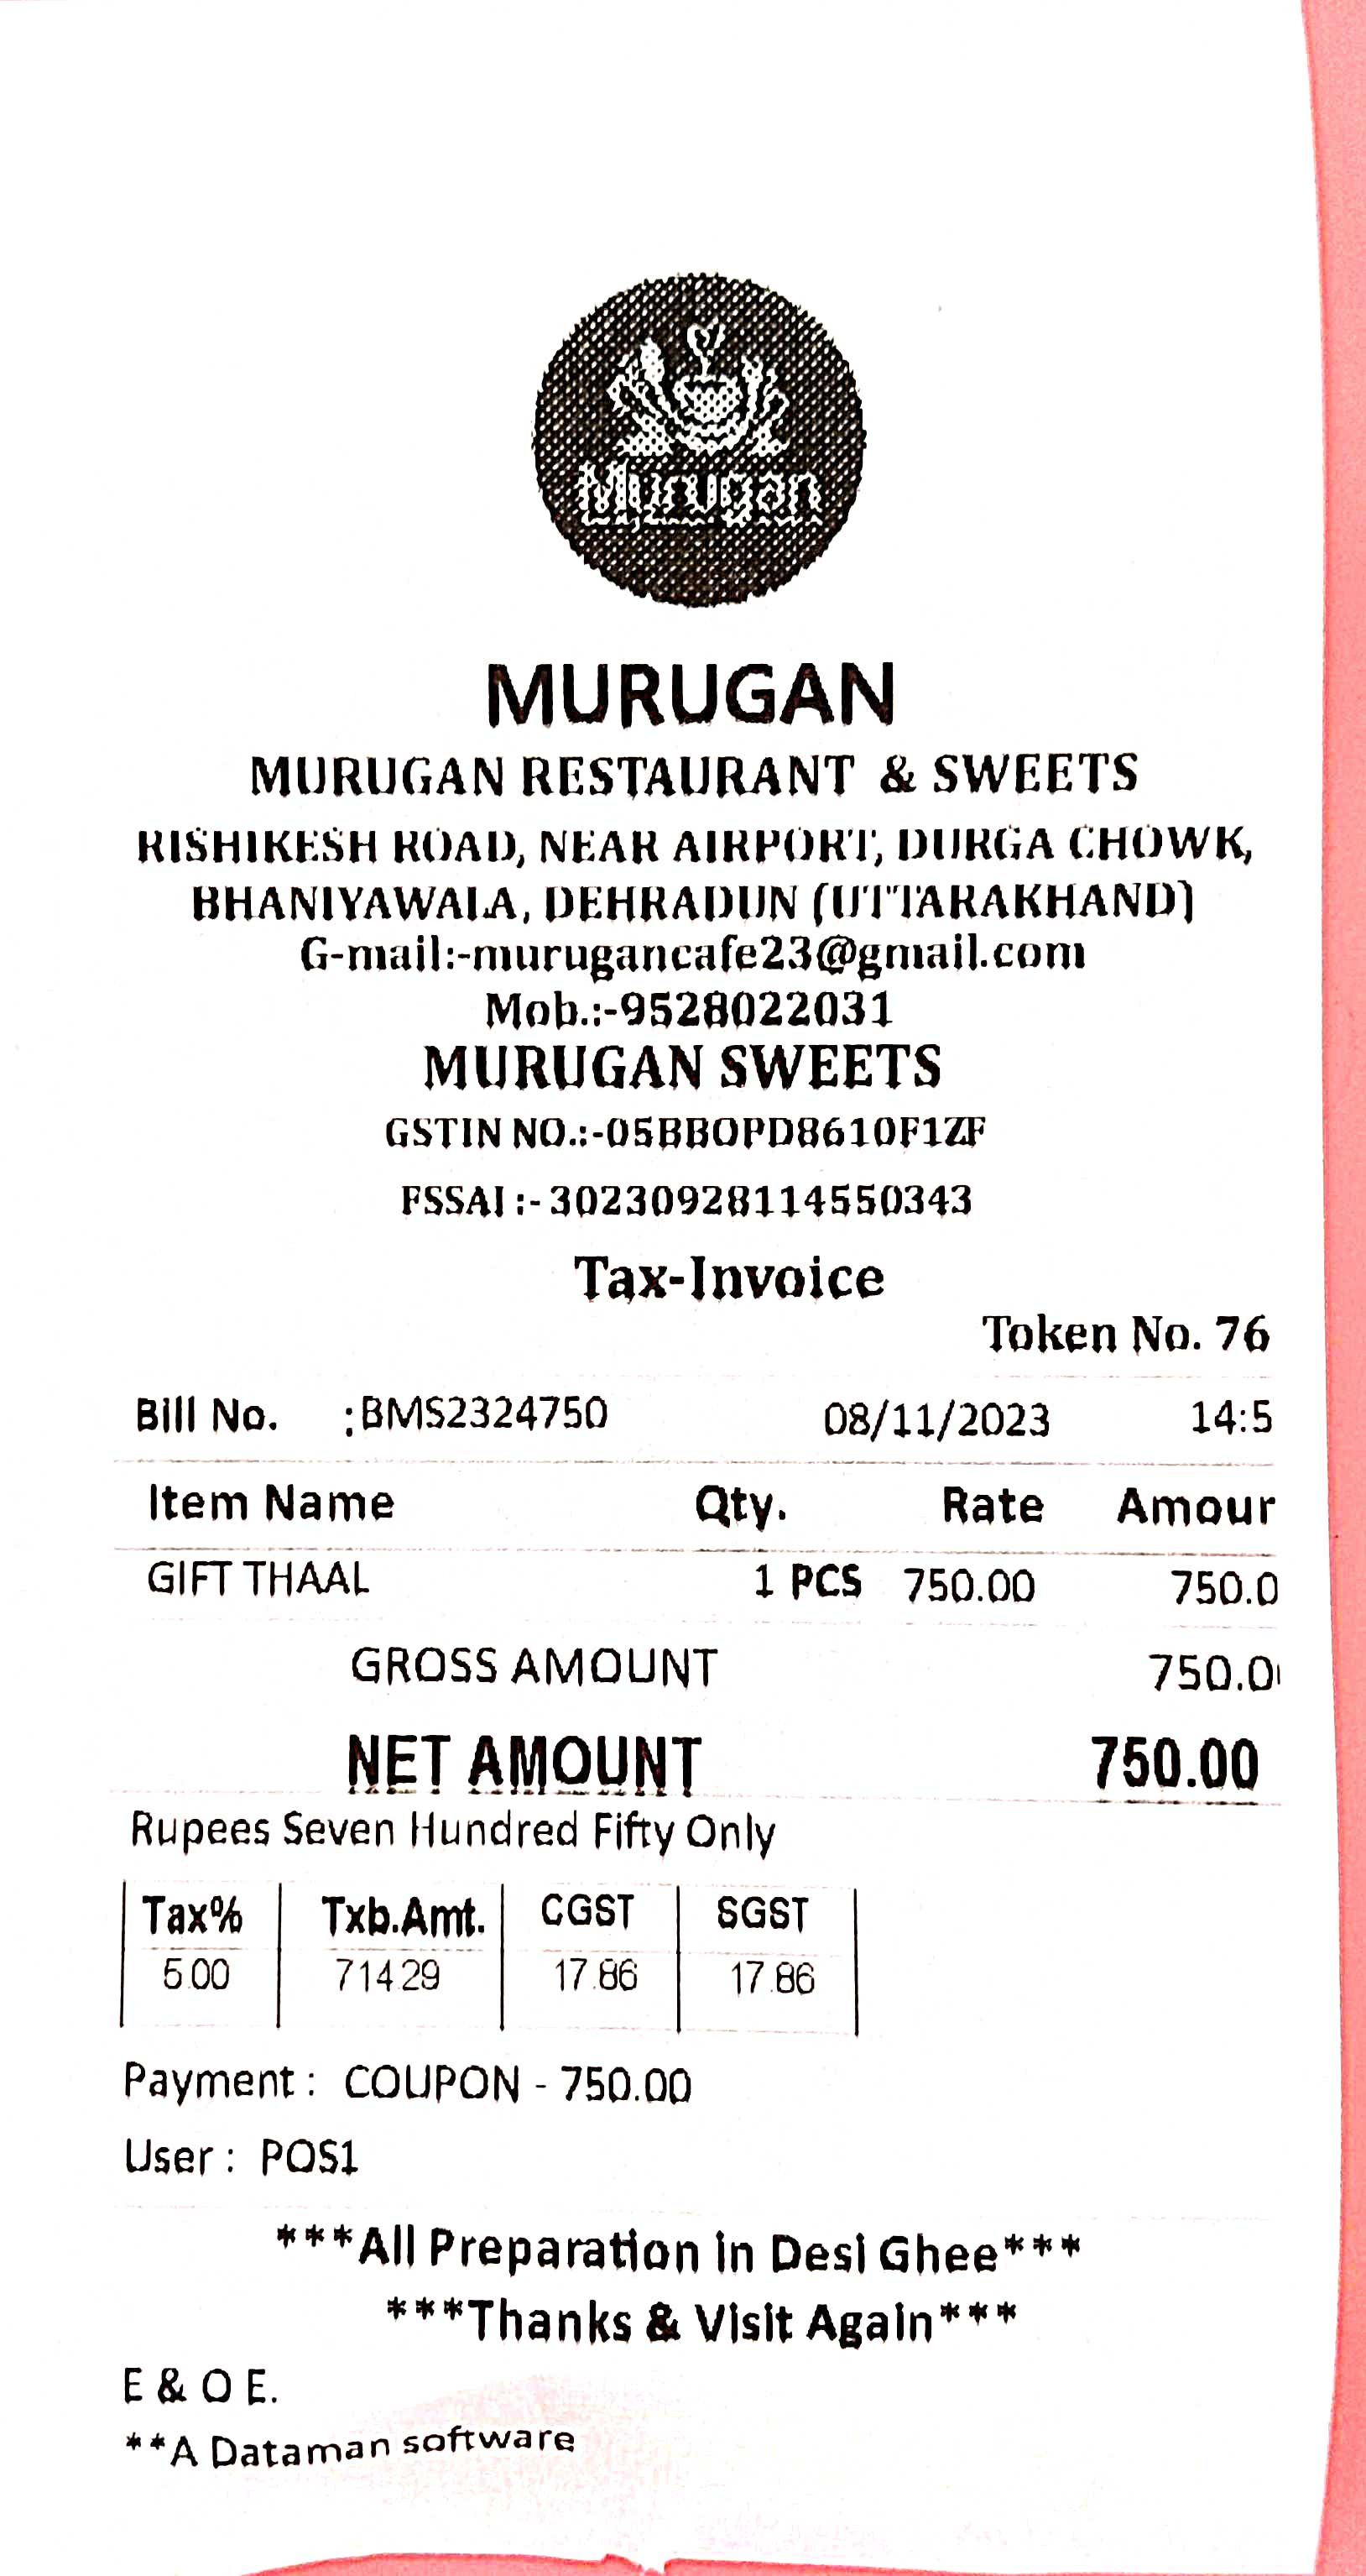 Murugan
MURUGAN
MURUGAN RESTAURANT & SWEETS
RISHIKESH ROAD, NEAR AIRPORT, DURGA CHOWK,
BHANIYAWALA, DEHRADUN (UTTARAKHAND)
G-mail:-murugancafe23@gmail.com
Mob.:-9528022031
MURUGAN SWEETS
GSTIN NO.:-05BBOPD8610F1ZF
FSSAI :- 30230928114550343
Tax-Invoice
Token No. 76
Bill No. :BMS2324750 08/11/2023 14:5
Item Name Qty. Rate Amour
GIFT THAAL 1 PCS 750.00 750.0
GROSS AMOUNT 750.0
NET AMOUNT 750.00
Rupees Seven Hundred Fifty Only
Tax% Txb.Amt. CGST SGST
5.00 714.29 17.86 17.86
Payment : COUPON - 750.00
User : POS1
***All Preparation in Desi Ghee***
***Thanks & Visit Again***
E & O E.
**A Dataman software